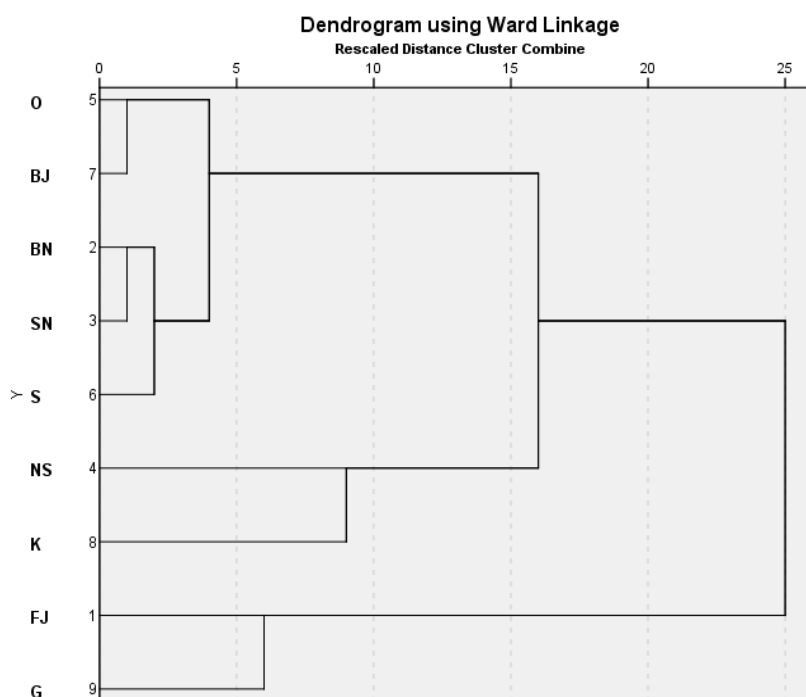 Dendrogram using Ward Linkage
Rescaled Distance Cluster Combine
0 5 10 15 20 25
O 5
BJ 7
BN 2
SN 3
Y
S 6
NS 4
K 8
FJ 1
G 9